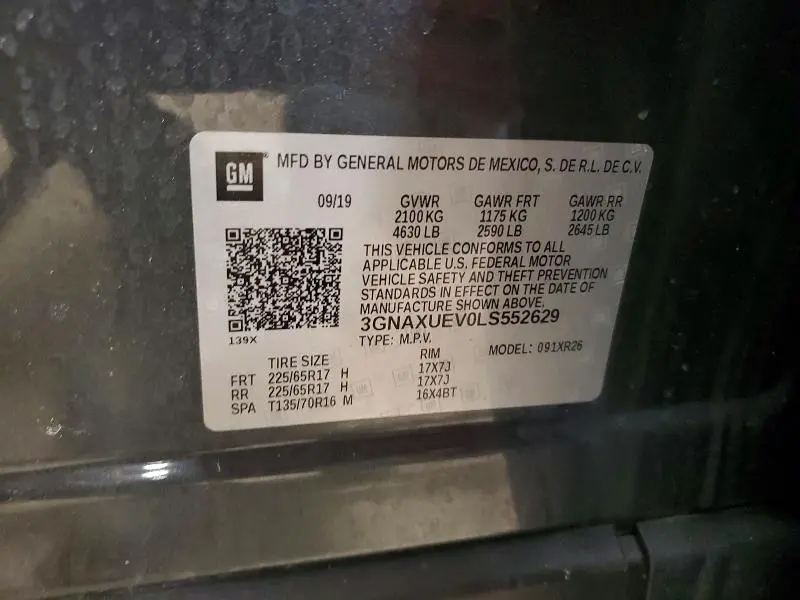 GM
MFD BY GENERAL MOTORS DE MEXICO, S. DE R.L. DE C.V.
09/19 GVWR GAWR FRT GAWR RR
2100 KG 1175 KG 1200 KG
4630 LB 2590 LB 2645 LB
THIS VEHICLE CONFORMS TO ALL
APPLICABLE U.S. FEDERAL MOTOR
VEHICLE SAFETY AND THEFT PREVENTION
STANDARDS IN EFFECT ON THE DATE OF
MANUFACTURE SHOWN ABOVE.
139X 3GNAXUEV0LS552629
TYPE: M.P.V. MODEL: 091XR26
TIRE SIZE RIM
FRT 225/65R17 H 17X7J
RR 225/65R17 H 17X7J
SPA T135/70R16 M 16X4BT